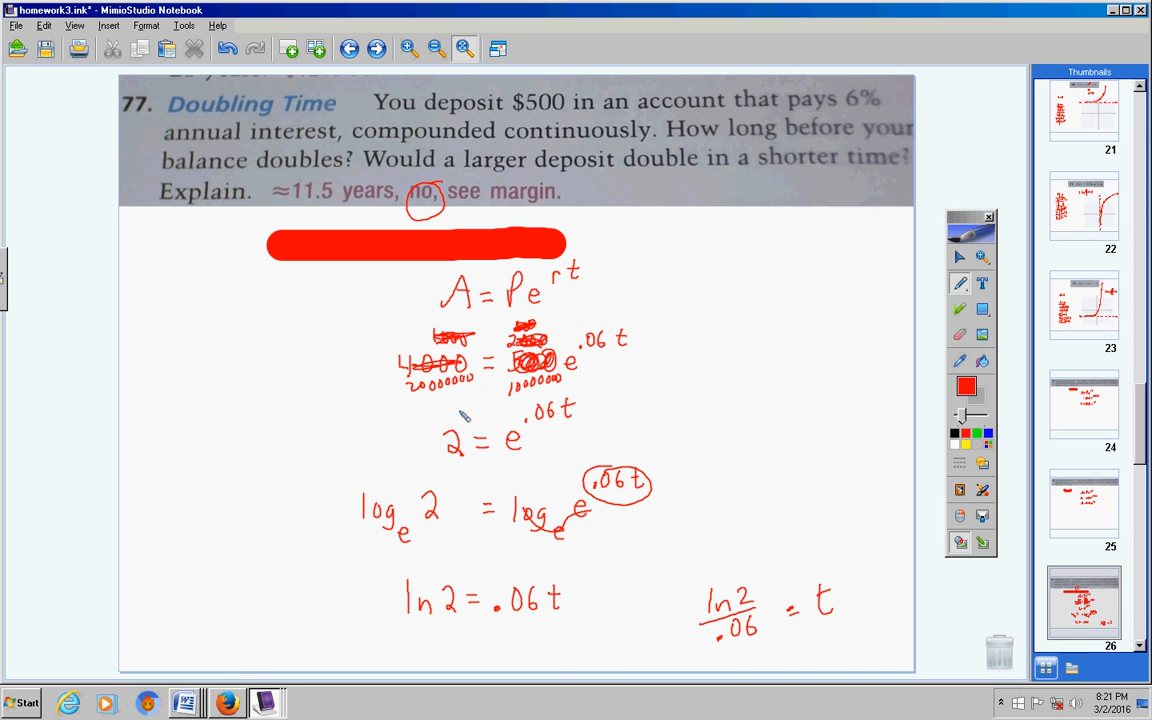 homework3.ink* - MimioStudio Notebook
File Edit View Insert Format Tools Help
77. Doubling Time You deposit $500 in an account that pays 6%
annual interest, compounded continuously. How long before your
balance doubles? Would a larger deposit double in a shorter time?
Explain. ≈11.5 years, no, see margin.
A = Pe^rt
4000 = e^.06t
20000000 10000000
2 = e^.06t
log_e 2 = log_e e^.06t
ln 2 = .06t
ln 2 / .06 = t
Thumbnails
21
22
23
24
25
26
Start
8:21 PM
3/2/2016